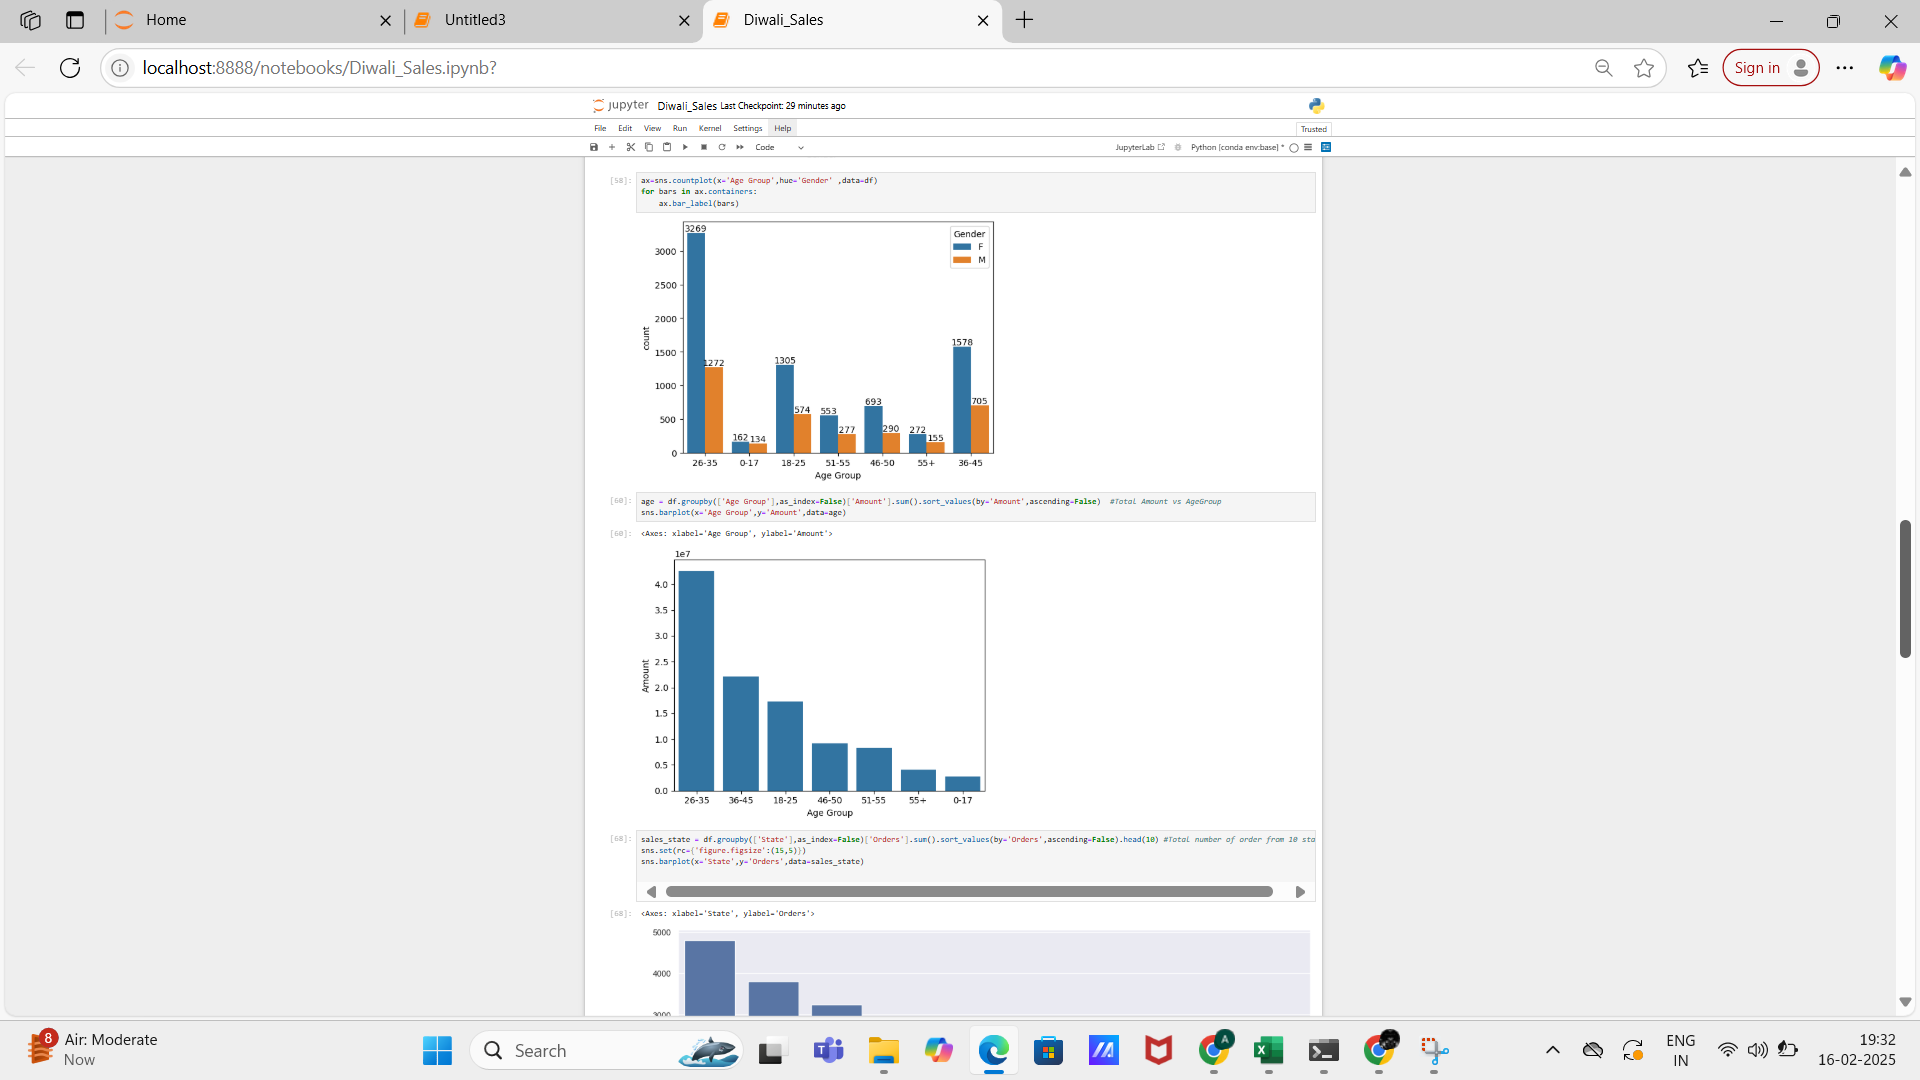 Home
Untitled3
Diwali_Sales
localhost:8888/notebooks/Diwali_Sales.ipynb?
Sign in
jupyter Diwali_Sales Last Checkpoint: 29 minutes ago
File Edit View Run Kernel Settings Help
Trusted
Code
JupyterLab
Python [conda env:base] *
[58]:
ax=sns.countplot(x='Age Group',hue='Gender' ,data=df)
for bars in ax.containers:
ax.bar_label(bars)
Gender
F
M
3269
1272
162
134
1305
574
553
277
693
290
272
155
1578
705
3000
2500
2000
1500
1000
500
0
count
26-35 0-17 18-25 51-55 46-50 55+ 36-45
Age Group
[60]:
age = df.groupby(['Age Group'],as_index=False)['Amount'].sum().sort_values(by='Amount',ascending=False) #Total Amount vs AgeGroup
sns.barplot(x='Age Group',y='Amount',data=age)
[60]: <Axes: xlabel='Age Group', ylabel='Amount'>
1e7
4.0
3.5
3.0
2.5
2.0
1.5
1.0
0.5
0.0
Amount
26-35 36-45 18-25 46-50 51-55 55+ 0-17
Age Group
[68]:
sales_state = df.groupby(['State'],as_index=False)['Orders'].sum().sort_values(by='Orders',ascending=False).head(10) #Total number of order from 10 sta
sns.set(rc={'figure.figsize':(15,5)})
sns.barplot(x='State',y='Orders',data=sales_state)
[68]: <Axes: xlabel='State', ylabel='Orders'>
5000
4000
3000
8
Air: Moderate
Now
Search
A
ENG
IN
19:32
16-02-2025